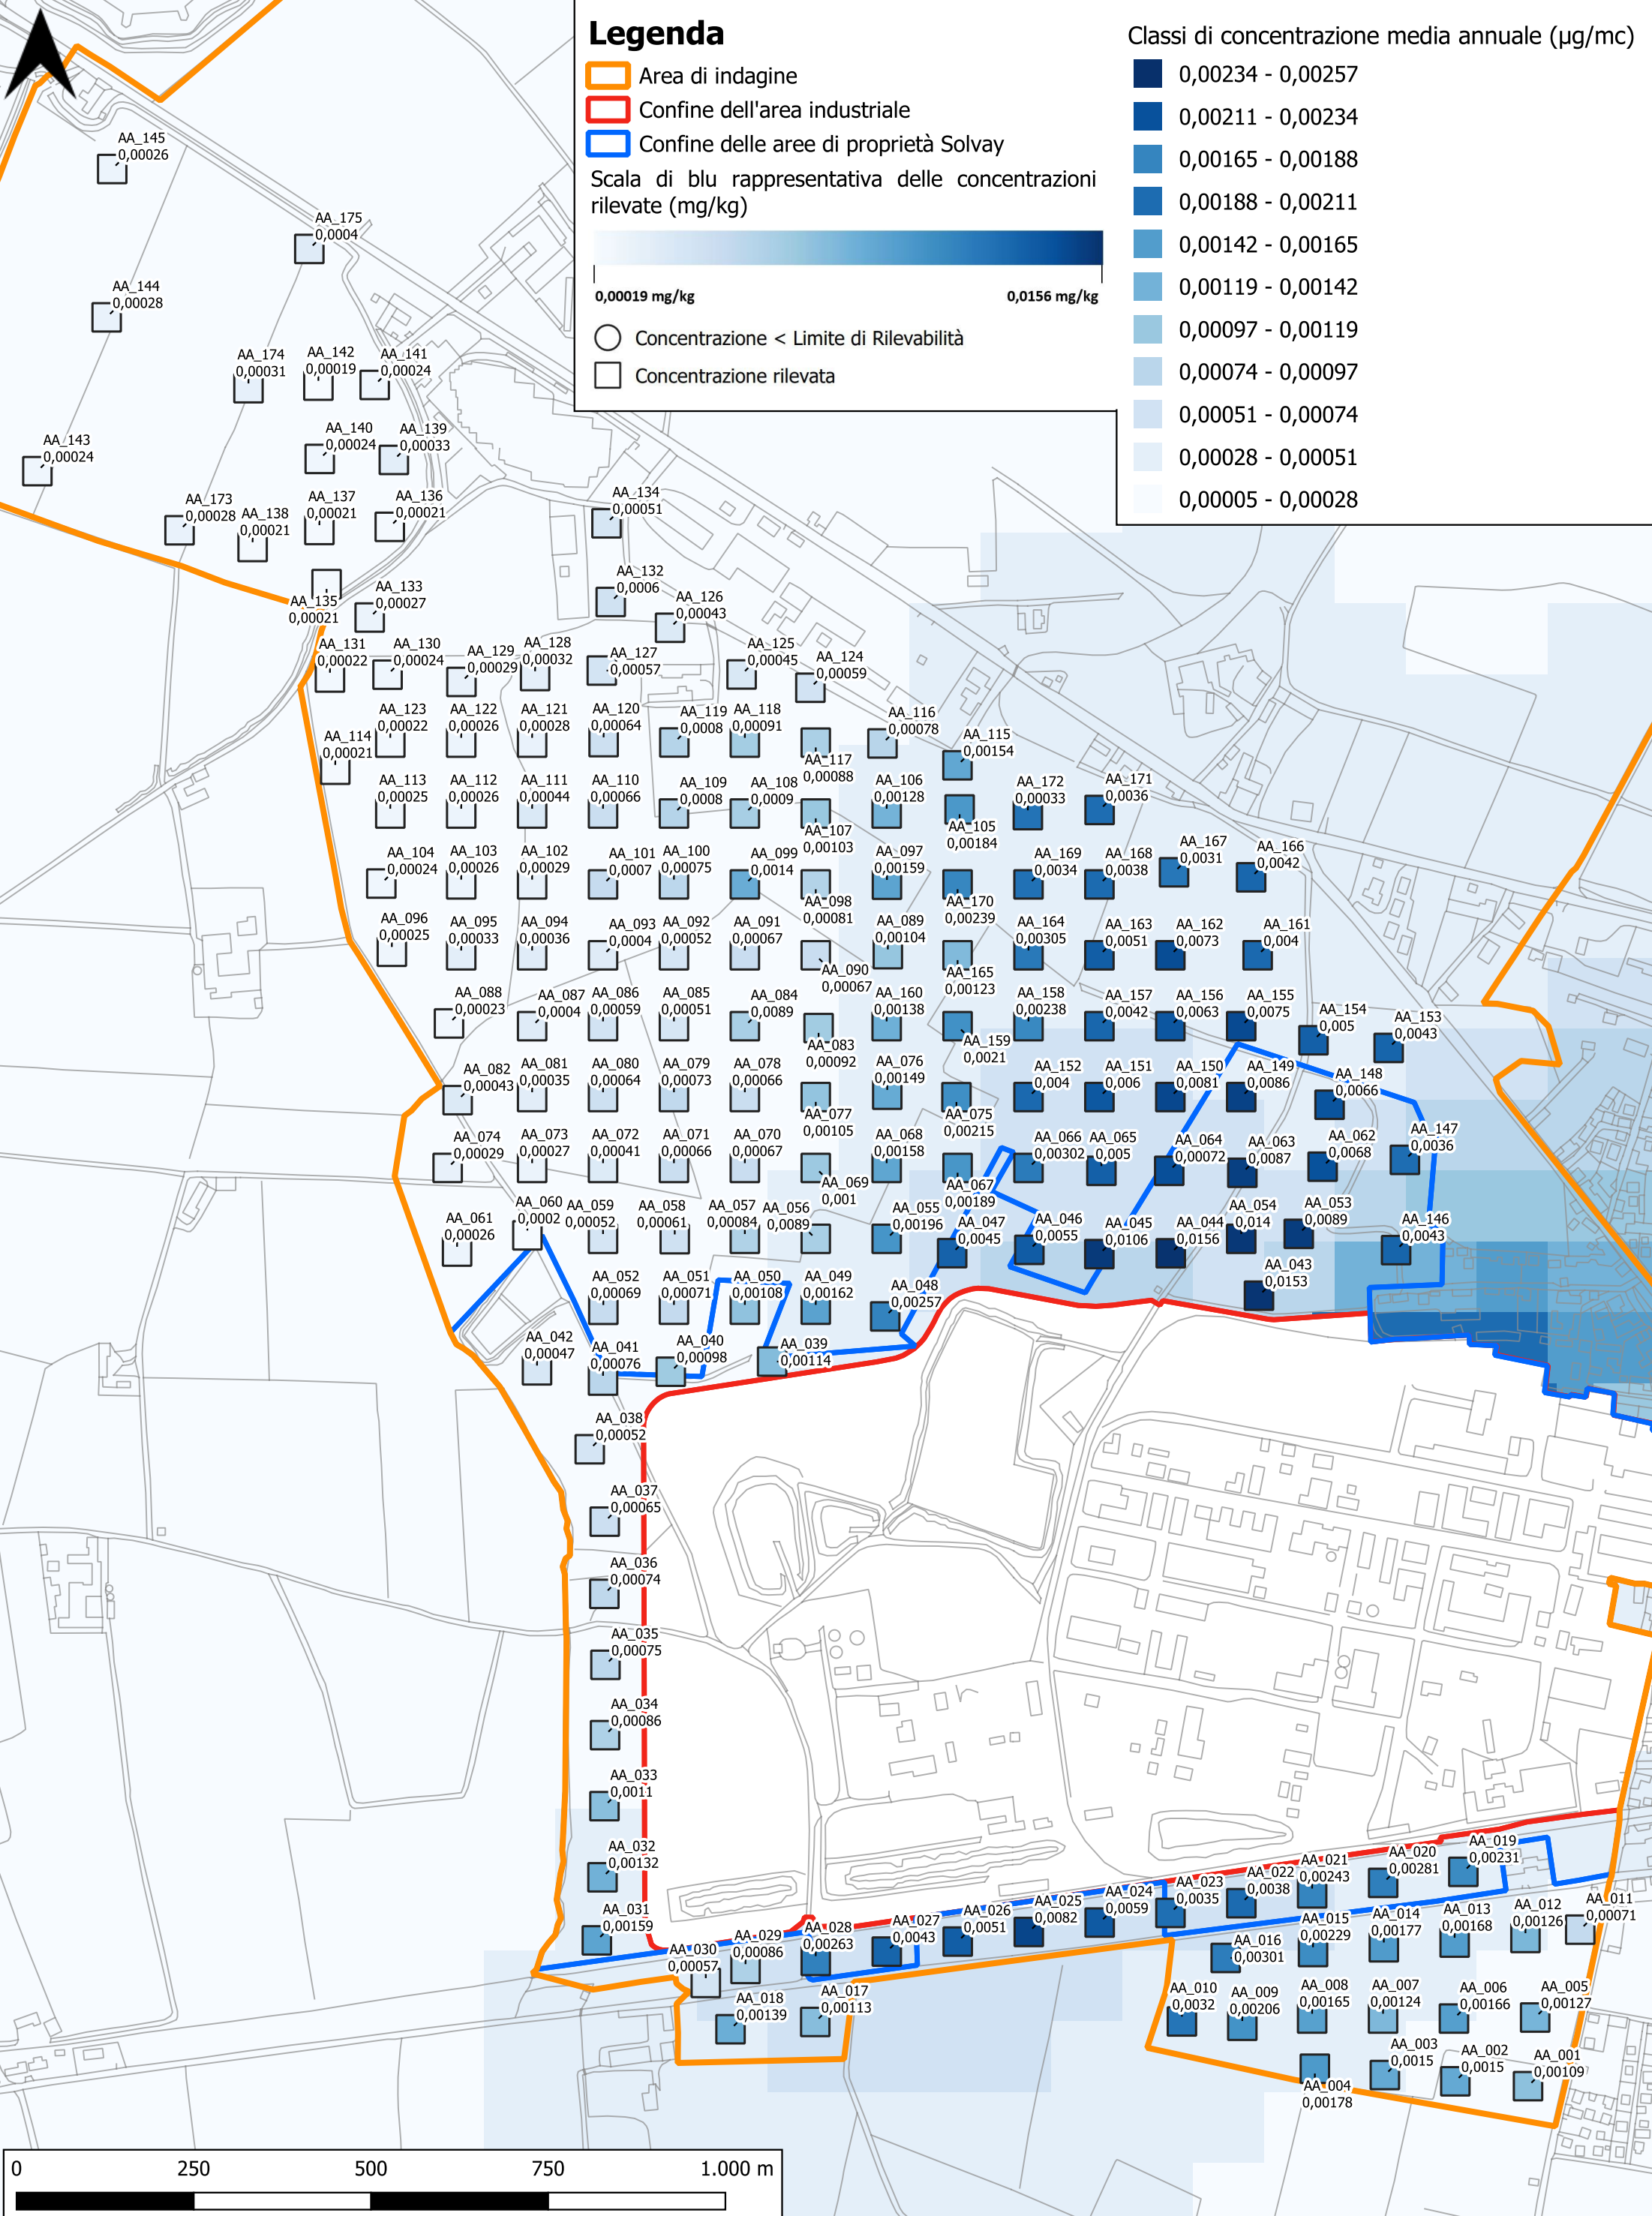 Legenda
Area di indagine
Confine dell'area industriale
Confine delle aree di proprietà Solvay
Scala di blu rappresentativa delle concentrazioni
rilevate (mg/kg)
0,00019 mg/kg
0,0156 mg/kg
Concentrazione < Limite di Rilevabilità
Concentrazione rilevata
Classi di concentrazione media annuale (µg/mc)
0,00234 - 0,00257
0,00211 - 0,00234
0,00165 - 0,00188
0,00188 - 0,00211
0,00142 - 0,00165
0,00119 - 0,00142
0,00097 - 0,00119
0,00074 - 0,00097
0,00051 - 0,00074
0,00028 - 0,00051
0,00005 - 0,00028
AA_145
0,00026
AA_175
0,0004
AA_144
0,00028
AA_174
0,00031
AA_142
0,00019
AA_141
0,00024
AA_143
0,00024
AA_140
0,00024
AA_139
0,00033
AA_173
0,00028
AA_138
0,00021
AA_137
0,00021
AA_136
0,00021
AA_134
0,00051
AA_135
0,00021
AA_133
0,00027
AA_132
0,0006
AA_126
0,00043
AA_131
0,00022
AA_130
0,00024
AA_129
0,00029
AA_128
0,00032
AA_127
0,00057
AA_125
0,00045
AA_124
0,00059
AA_114
0,00021
AA_123
0,00022
AA_122
0,00026
AA_121
0,00028
AA_120
0,00064
AA_119
0,0008
AA_118
0,00091
AA_117
0,00088
AA_116
0,00078
AA_115
0,00154
AA_113
0,00025
AA_112
0,00026
AA_111
0,00044
AA_110
0,00066
AA_109
0,0008
AA_108
0,0009
AA_107
0,00103
AA_106
0,00128
AA_105
0,00184
AA_172
0,00033
AA_171
0,0036
AA_104
0,00024
AA_103
0,00026
AA_102
0,00029
AA_101
0,0007
AA_100
0,00075
AA_099
0,0014
AA_098
0,00081
AA_097
0,00159
AA_170
0,00239
AA_169
0,0034
AA_168
0,0038
AA_167
0,0031
AA_166
0,0042
AA_096
0,00025
AA_095
0,00033
AA_094
0,00036
AA_093
0,0004
AA_092
0,00052
AA_091
0,00067
AA_090
0,00067
AA_089
0,00104
AA_165
0,00123
AA_164
0,00305
AA_163
0,0051
AA_162
0,0073
AA_161
0,004
AA_088
0,00023
AA_087
0,0004
AA_086
0,00059
AA_085
0,00051
AA_084
0,0089
AA_083
0,00092
AA_160
0,00138
AA_159
0,0021
AA_158
0,00238
AA_157
0,0042
AA_156
0,0063
AA_155
0,0075
AA_154
0,005
AA_153
0,0043
AA_082
0,00043
AA_081
0,00035
AA_080
0,00064
AA_079
0,00073
AA_078
0,00066
AA_077
0,00105
AA_076
0,00149
AA_075
0,00215
AA_152
0,004
AA_151
0,006
AA_150
0,0081
AA_149
0,0086
AA_148
0,0066
AA_074
0,00029
AA_073
0,00027
AA_072
0,00041
AA_071
0,00066
AA_070
0,00067
AA_069
0,001
AA_068
0,00158
AA_067
0,00189
AA_066
0,00302
AA_065
0,005
AA_064
0,00072
AA_063
0,0087
AA_062
0,0068
AA_147
0,0036
AA_061
0,00026
AA_060
0,0002
AA_059
0,00052
AA_058
0,00061
AA_057
0,00084
AA_056
0,0089
AA_055
0,00196
AA_047
0,0045
AA_046
0,0055
AA_045
0,0106
AA_044
0,0156
AA_054
0,014
AA_053
0,0089
AA_146
0,0043
AA_052
0,00069
AA_051
0,00071
AA_050
0,00108
AA_049
0,00162
AA_048
0,00257
AA_043
0,0153
AA_042
0,00047
AA_041
0,00076
AA_040
0,00098
AA_039
0,00114
AA_038
0,00052
AA_037
0,00065
AA_036
0,00074
AA_035
0,00075
AA_034
0,00086
AA_033
0,0011
AA_032
0,00132
AA_031
0,00159
AA_030
0,00057
AA_029
0,00086
AA_028
0,00263
AA_027
0,0043
AA_026
0,0051
AA_025
0,0082
AA_024
0,0059
AA_023
0,0035
AA_022
0,0038
AA_021
0,00243
AA_020
0,00281
AA_019
0,00231
AA_018
0,00139
AA_017
0,00113
AA_016
0,00301
AA_015
0,00229
AA_014
0,00177
AA_013
0,00168
AA_012
0,00126
AA_011
0,00071
AA_010
0,0032
AA_009
0,00206
AA_008
0,00165
AA_007
0,00124
AA_006
0,00166
AA_005
0,00127
AA_004
0,00178
AA_003
0,0015
AA_002
0,0015
AA_001
0,00109
0 250 500 750 1.000 m